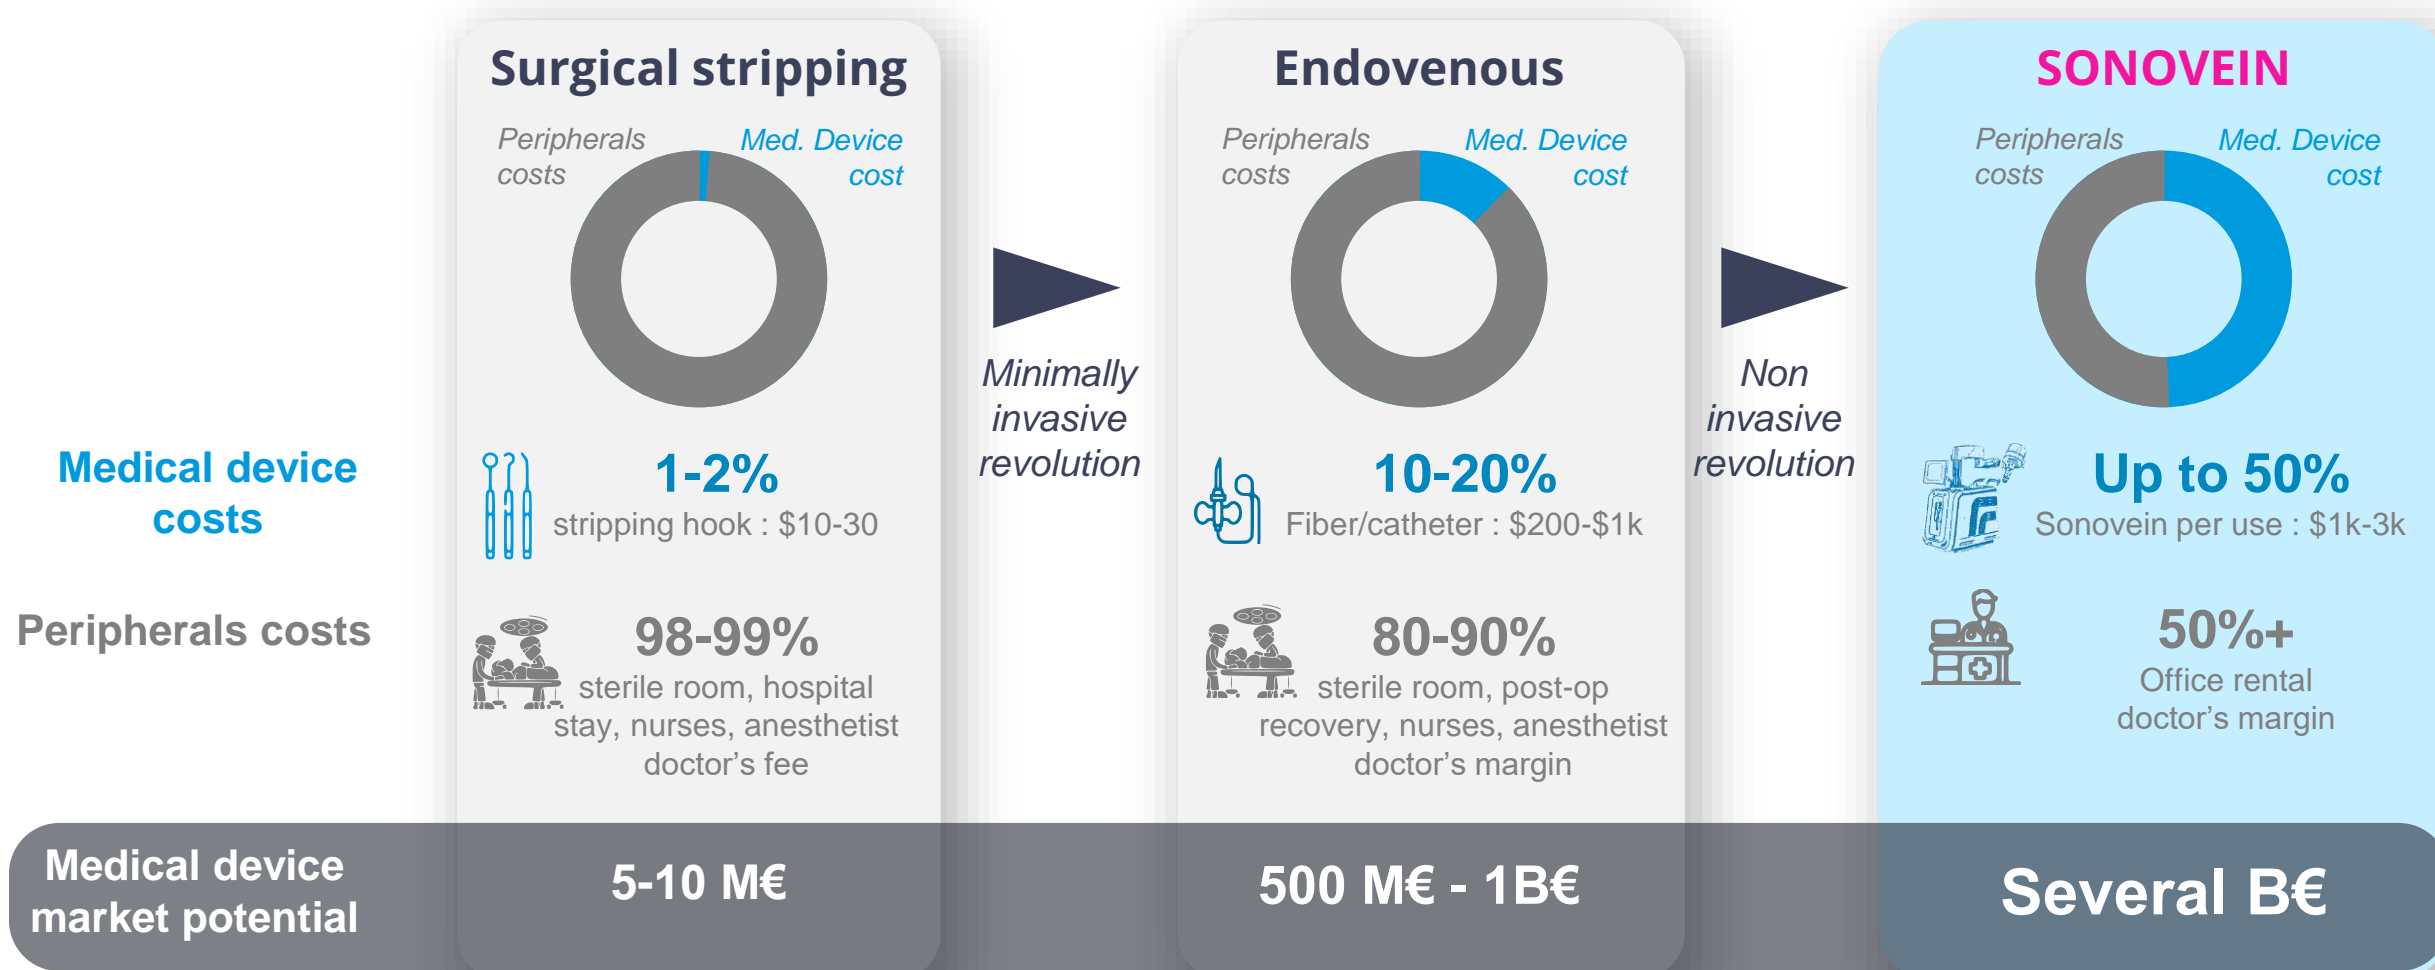 Surgical stripping
Peripherals
costs
Med. Device
cost
Minimally
invasive
revolution
Endovenous
Peripherals
costs
Med. Device
cost
Non
invasive
revolution
SONOVEIN
Peripherals
costs
Med. Device
cost
Medical device
costs
1-2%
stripping hook : $10-30
10-20%
Fiber/catheter : $200-$1k
Up to 50%
Sonovein per use : $1k-3k
Peripherals costs
98-99%
sterile room, hospital
stay, nurses, anesthetist
doctor’s fee
80-90%
sterile room, post-op
recovery, nurses, anesthetist
doctor’s margin
50%+
Office rental
doctor’s margin
Medical device
market potential
5-10 M€
500 M€ - 1B€
Several B€